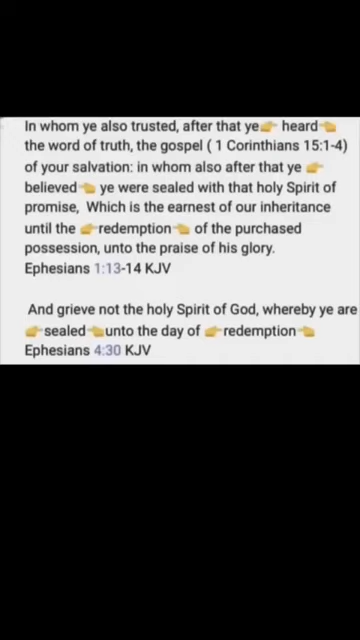 In whom ye also trusted, after that ye👉 heard👈
the word of truth, the gospel ( 1 Corinthians 15:1-4)
of your salvation: in whom also after that ye 👉
believed👈 ye were sealed with that holy Spirit of
promise, Which is the earnest of our inheritance
until the 👉redemption👈 of the purchased
possession, unto the praise of his glory.
Ephesians 1:13-14 KJV
And grieve not the holy Spirit of God, whereby ye are
👉sealed👈unto the day of 👉redemption👈
Ephesians 4:30 KJV